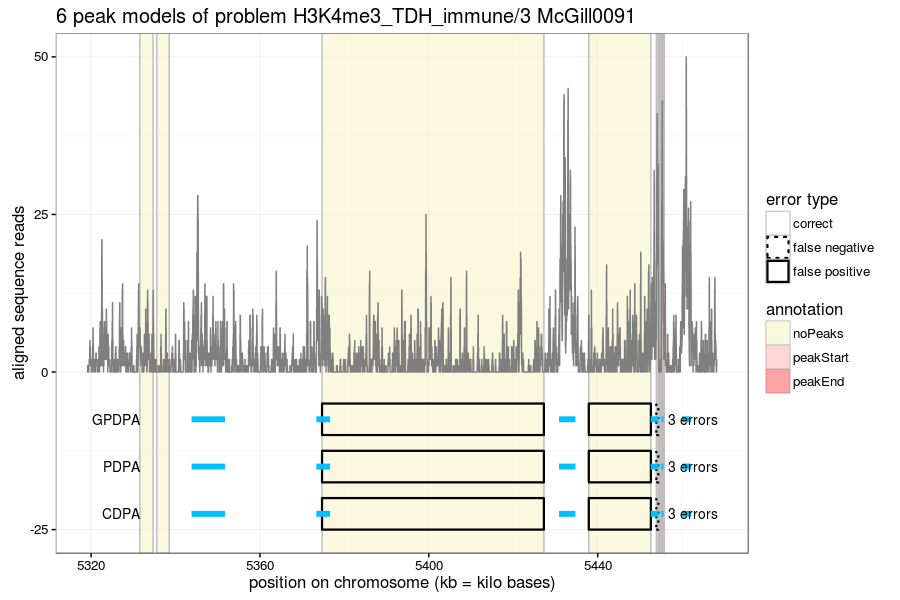 6 peak models of problem H3K4me3_TDH_immune/3 McGill0091
aligned sequence reads
50
25
0
-25
GPDPA
3 errors
PDPA
3 errors
CDPA
3 errors
5320
5360
5400
5440
position on chromosome (kb = kilo bases)
error type
correct
false negative
false positive
annotation
noPeaks
peakStart
peakEnd